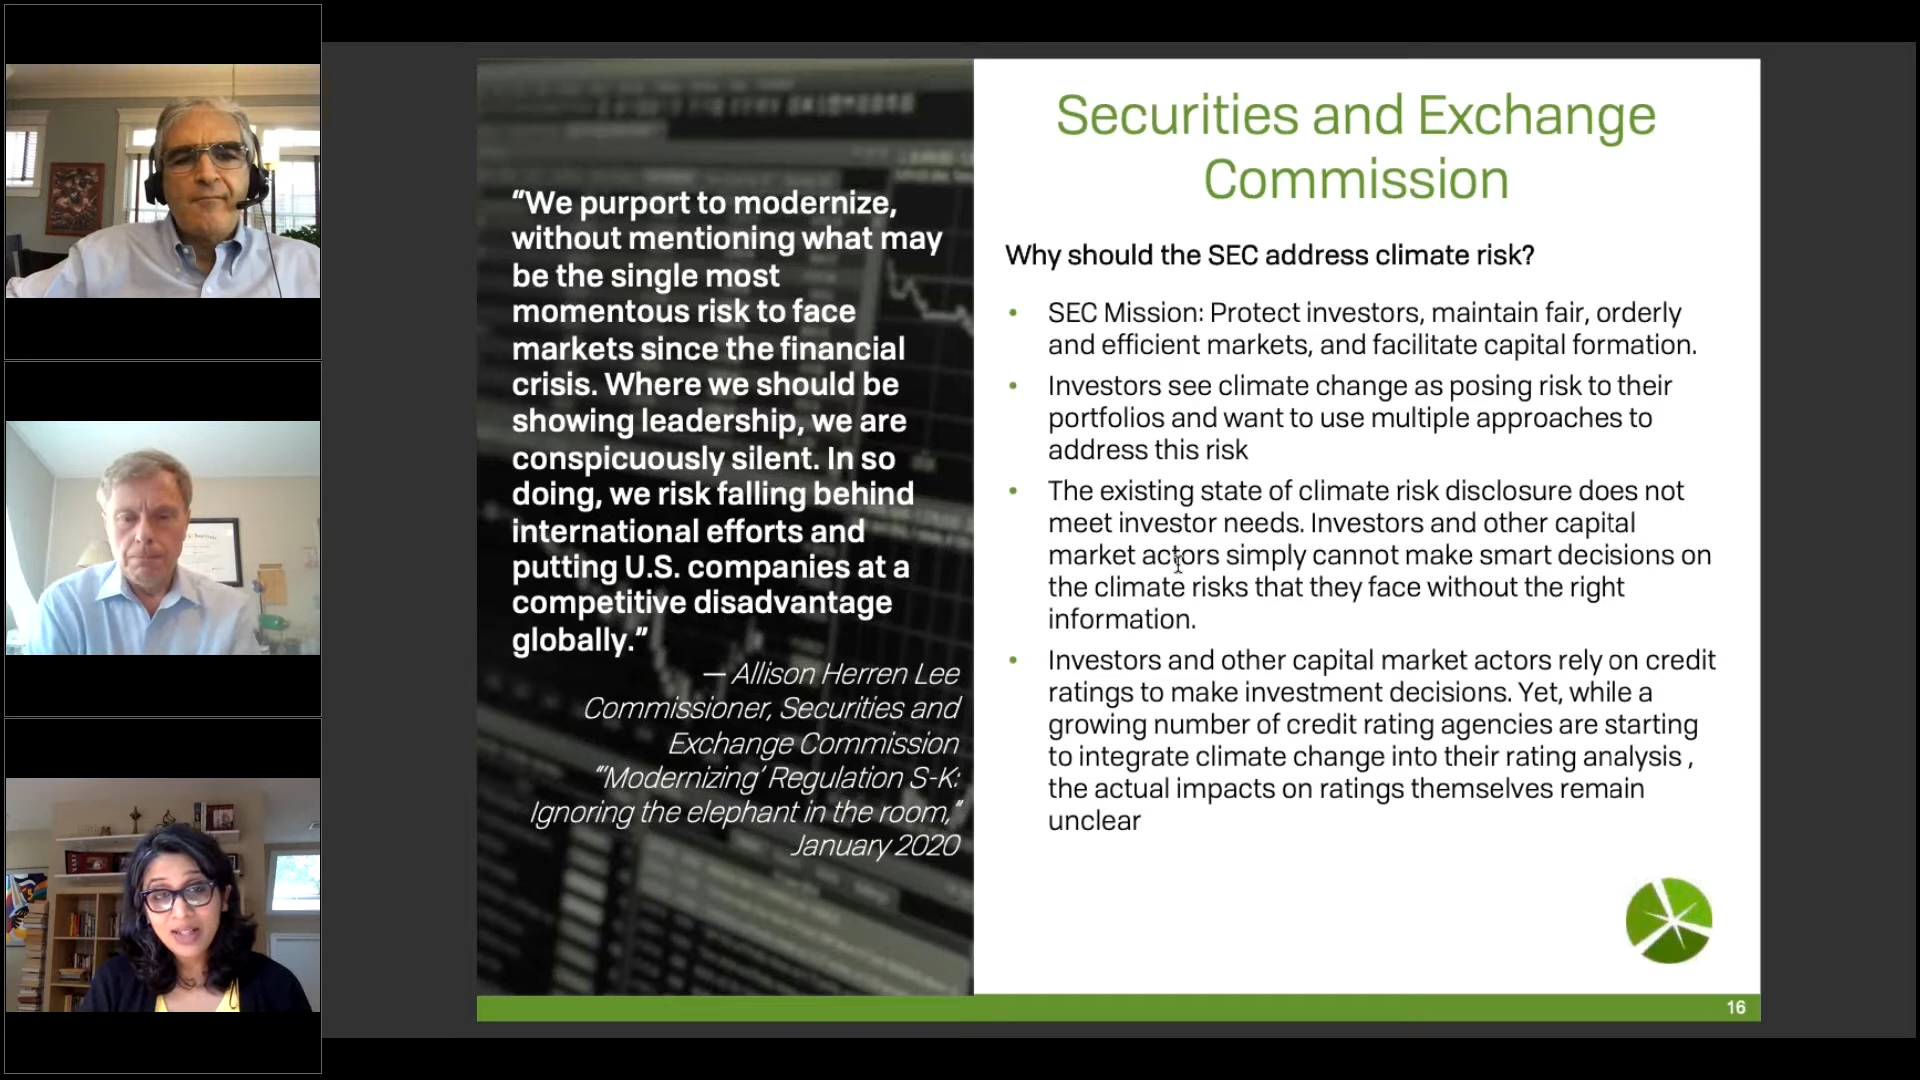 “We purport to modernize,
without mentioning what may
be the single most
momentous risk to face
markets since the financial
crisis. Where we should be
showing leadership, we are
conspicuously silent. In so
doing, we risk falling behind
international efforts and
putting U.S. companies at a
competitive disadvantage
globally.”
— Allison Herren Lee
Commissioner, Securities and
Exchange Commission
“‘Modernizing’ Regulation S-K:
Ignoring the elephant in the room,”
January 2020
Securities and Exchange
Commission
Why should the SEC address climate risk?
• SEC Mission: Protect investors, maintain fair, orderly
and efficient markets, and facilitate capital formation.
• Investors see climate change as posing risk to their
portfolios and want to use multiple approaches to
address this risk
• The existing state of climate risk disclosure does not
meet investor needs. Investors and other capital
market actors simply cannot make smart decisions on
the climate risks that they face without the right
information.
• Investors and other capital market actors rely on credit
ratings to make investment decisions. Yet, while a
growing number of credit rating agencies are starting
to integrate climate change into their rating analysis ,
the actual impacts on ratings themselves remain
unclear
16